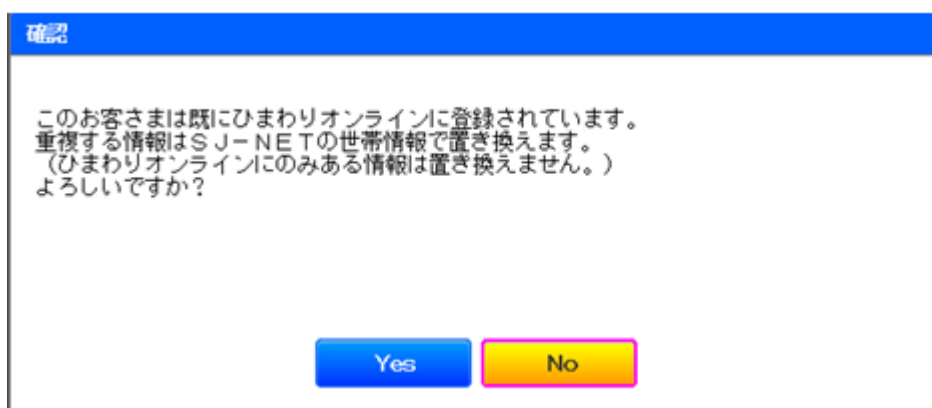 確認
このお客さまは既にひまわりオンラインに登録されています。
重複する情報はSJ-NETの世帯情報で置き換えます。
（ひまわりオンラインにのみある情報は置き換えません。）
よろしいですか？
Yes
No